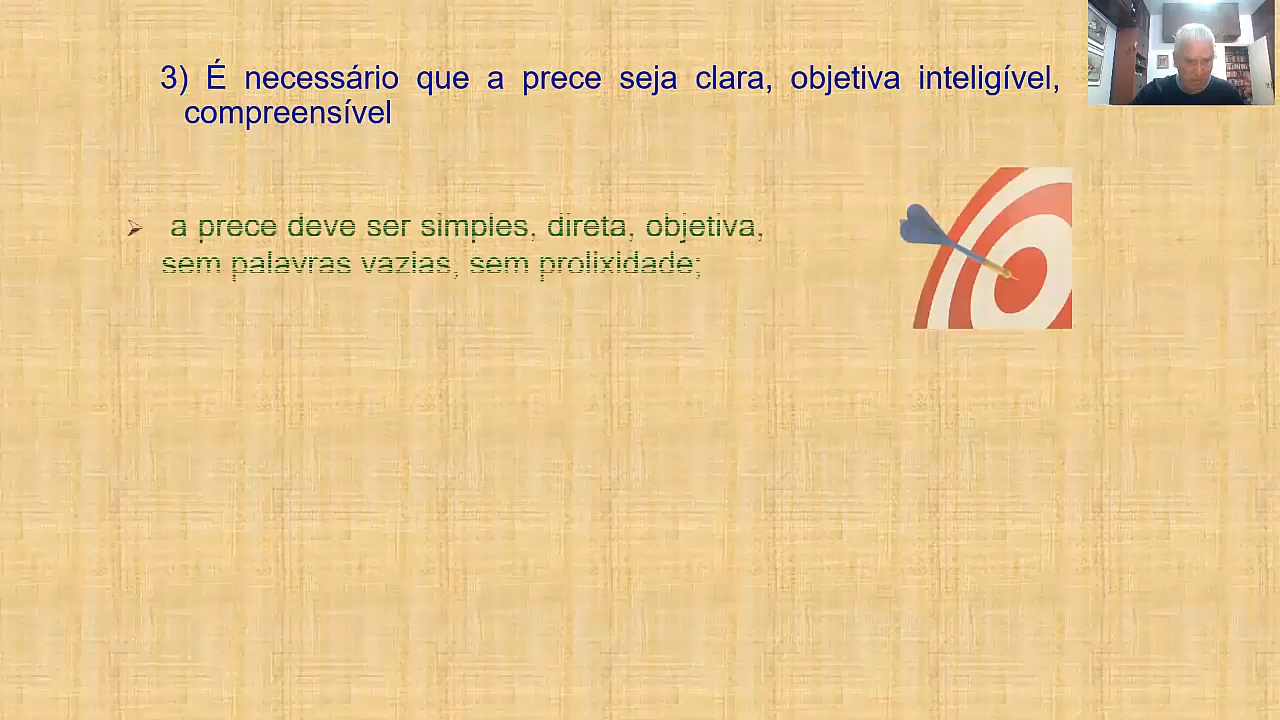 3) É necessário que a prece seja clara, objetiva inteligível,
compreensível
a prece deve ser simples, direta, objetiva,
sem palavras vazias, sem prolixidade;